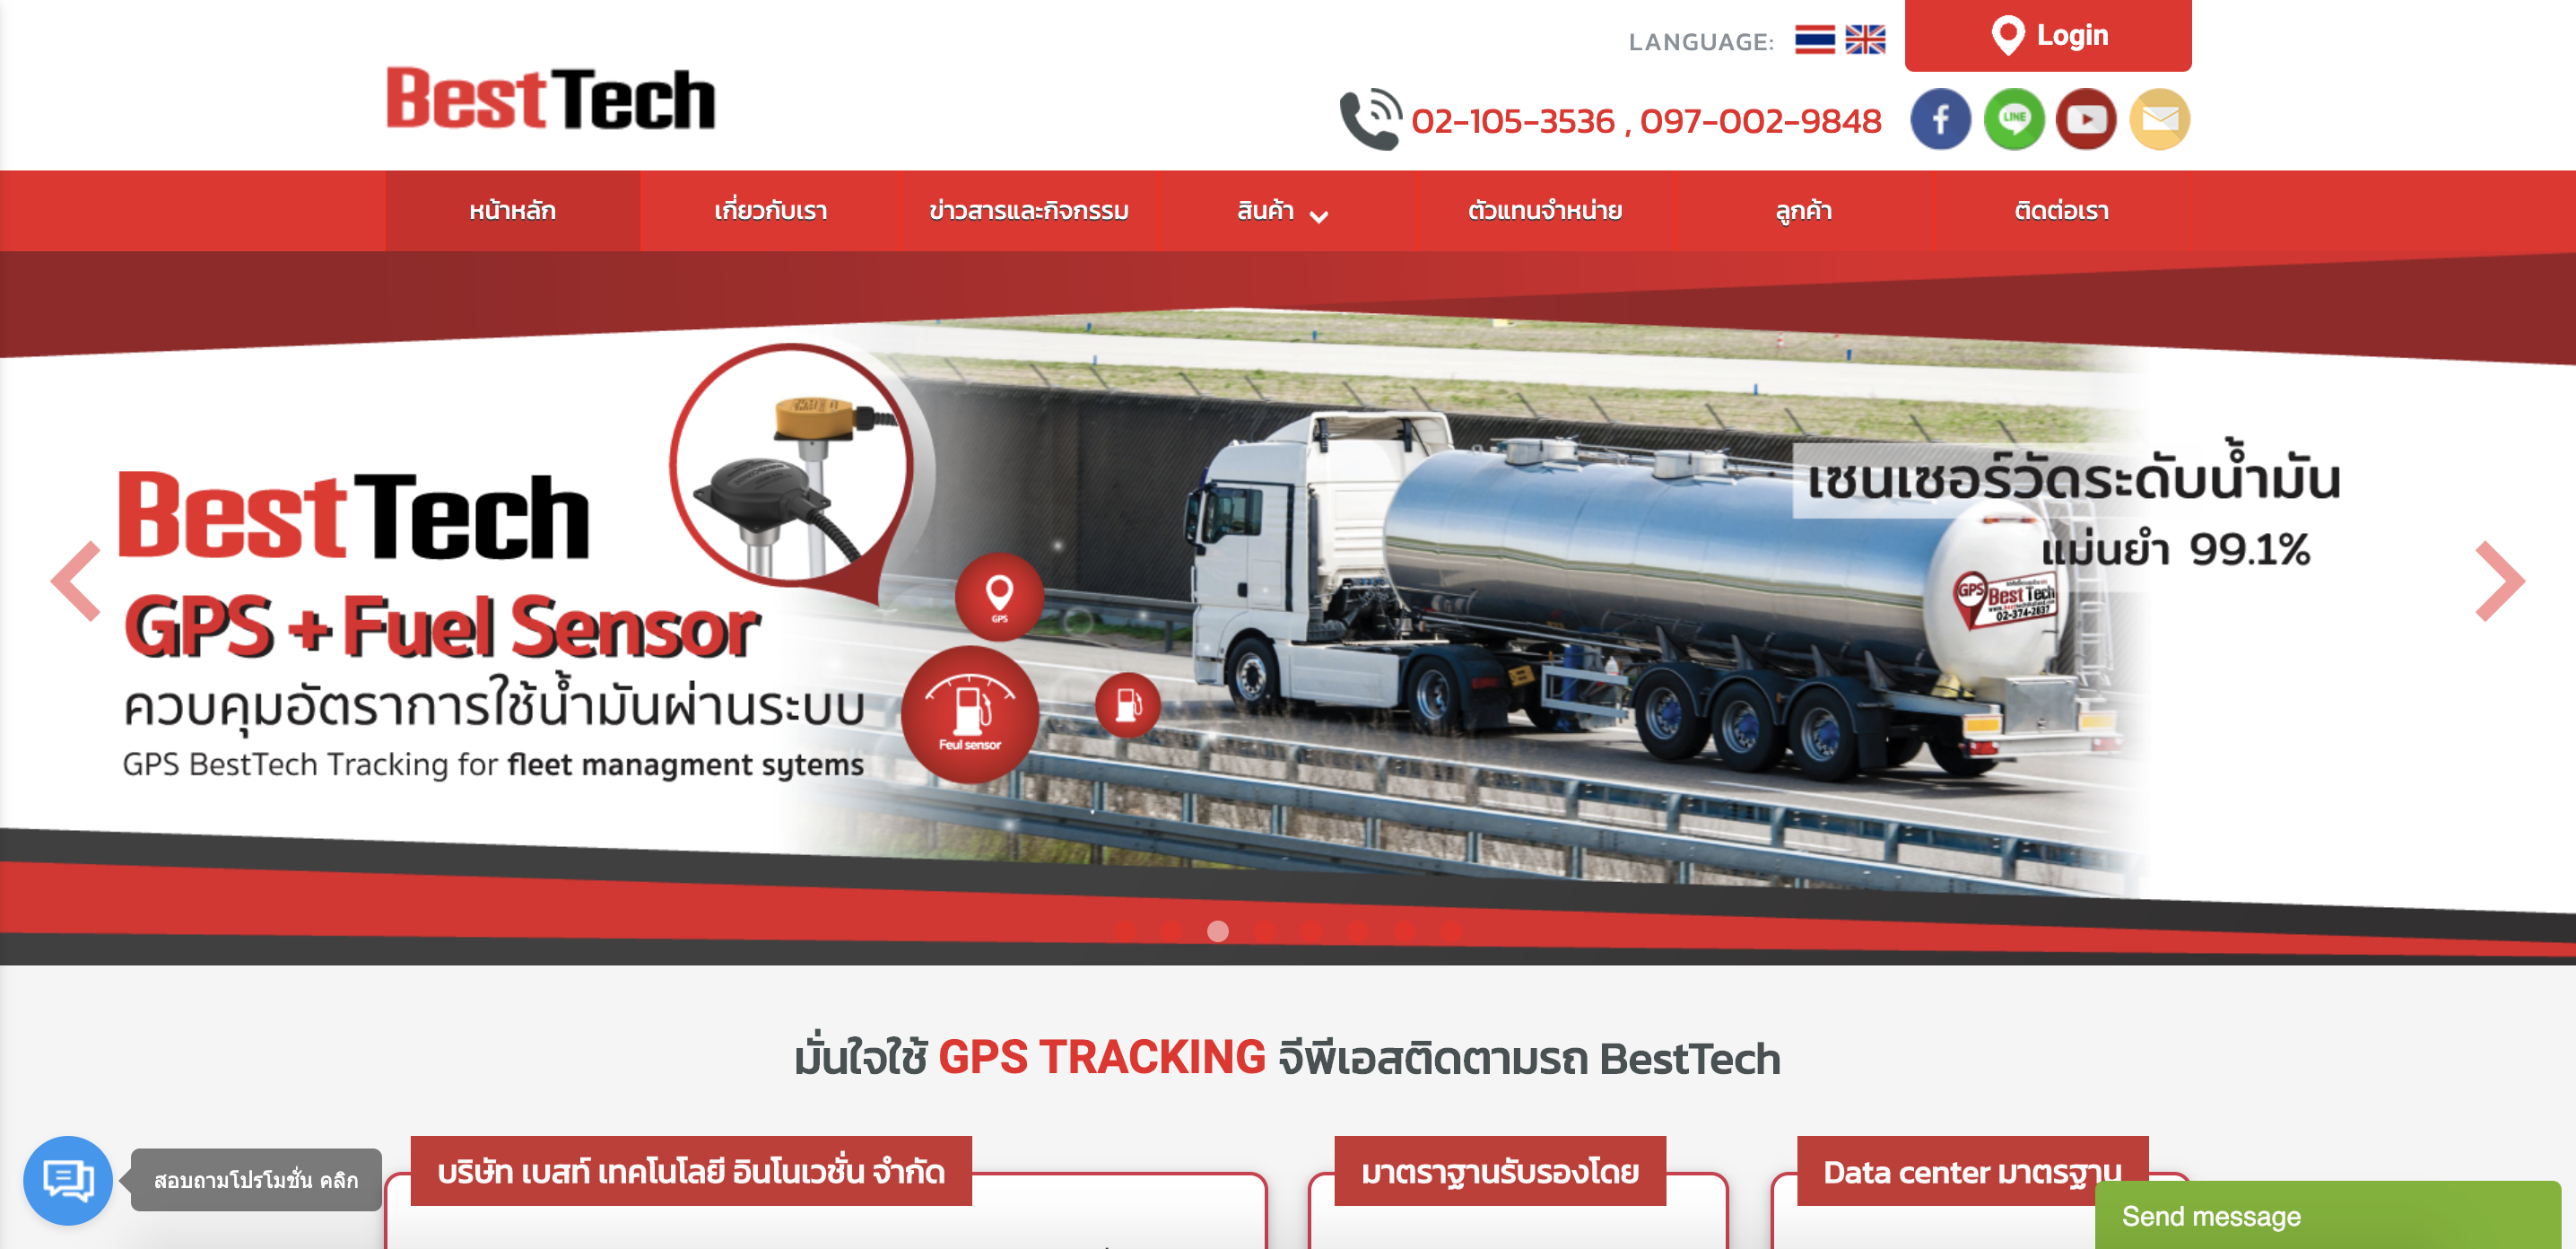 LANGUAGE:
Login
BestTech
02-105-3536 , 097-002-9848
LINE
หน้าหลัก
เกี่ยวกับเรา
ข่าวสารและกิจกรรม
สินค้า
ตัวแทนจำหน่าย
ลูกค้า
ติดต่อเรา
BestTech
GPS + Fuel Sensor
ควบคุมอัตราการใช้น้ำมันผ่านระบบ
GPS BestTech Tracking for fleet managment sytems
GPS
Feul sensor
เซนเซอร์วัดระดับน้ำมัน
แม่นยำ 99.1%
GPS
Best Tech
02-374-2837
มั่นใจใช้ GPS TRACKING จีพีเอสติดตามรถ BestTech
บริษัท เบสท์ เทคโนโลยี อินโนเวชั่น จำกัด
มาตราฐานรับรองโดย
Data center มาตรฐาน
สอบถามโปรโมชั่น คลิก
Send message